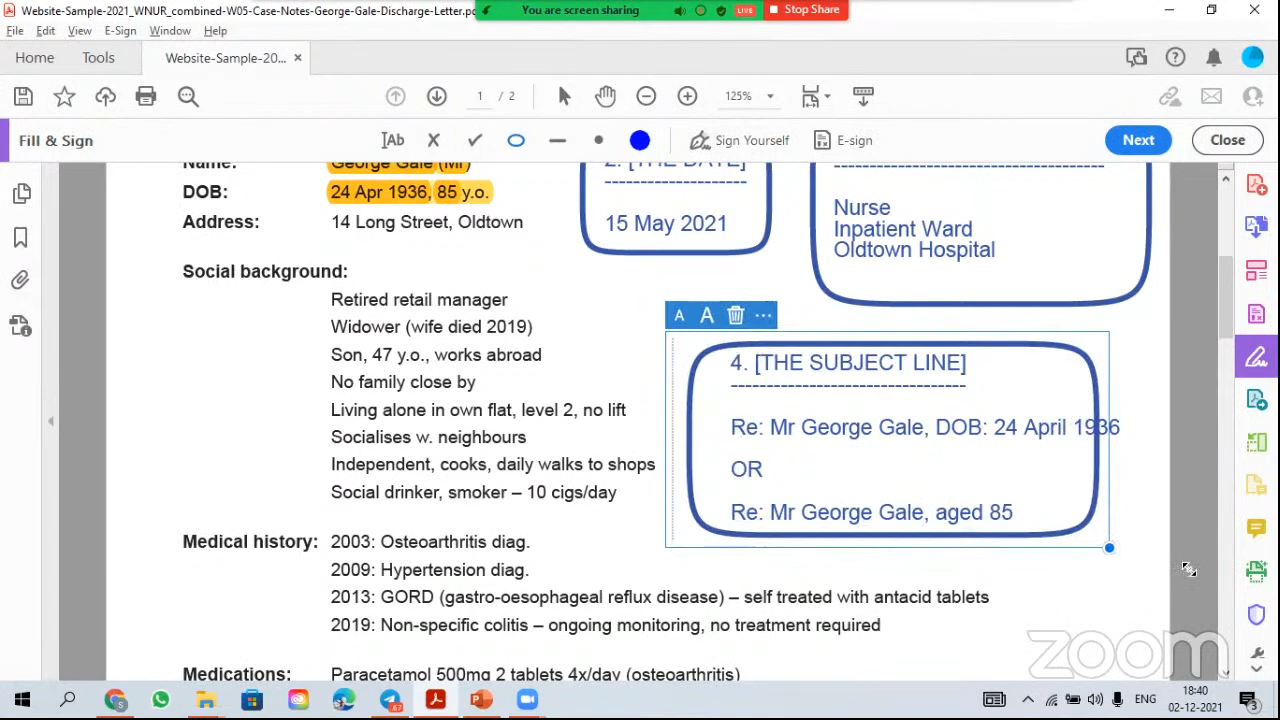 Website-Sample-2021_WNUR_combined-W05-Case-Notes-George-Gale-Discharge-Letter.pd
You are screen sharing
LIVE
Stop Share
File Edit View E-Sign Window Help
Home Tools Website-Sample-20... ×
1 / 2
125%
Fill & Sign
Ab
Sign Yourself
E-sign
Next
Close
Name: George Gale (Mr)
DOB: 24 Apr 1936, 85 y.o.
Address: 14 Long Street, Oldtown
2. [THE DATE]
--------------------
15 May 2021
--------------------------------------
Nurse
Inpatient Ward
Oldtown Hospital
Social background:
Retired retail manager
Widower (wife died 2019)
Son, 47 y.o., works abroad
No family close by
Living alone in own flat, level 2, no lift
Socialises w. neighbours
Independent, cooks, daily walks to shops
Social drinker, smoker – 10 cigs/day
A A ...
4. [THE SUBJECT LINE]
---------------------------------
Re: Mr George Gale, DOB: 24 April 1936
OR
Re: Mr George Gale, aged 85
Medical history: 2003: Osteoarthritis diag.
2009: Hypertension diag.
2013: GORD (gastro-oesophageal reflux disease) – self treated with antacid tablets
2019: Non-specific colitis – ongoing monitoring, no treatment required
Medications: Paracetamol 500mg 2 tablets 4x/day (osteoarthritis)
zoom
67
ENG
18:40
02-12-2021
3